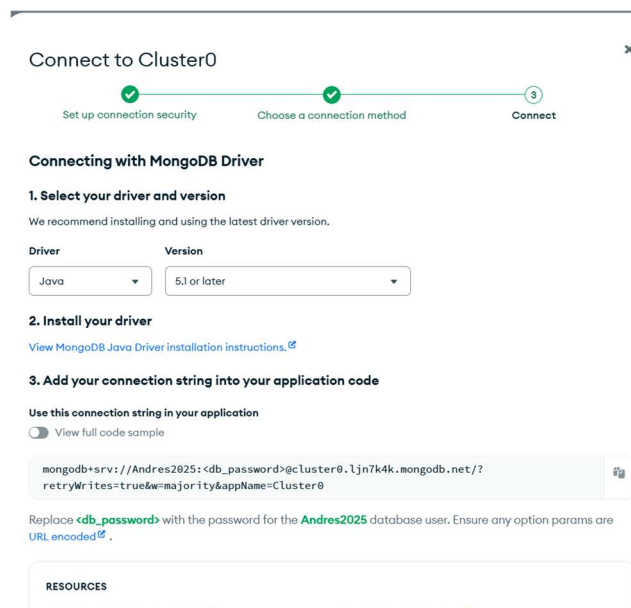 Connect to Cluster0
3
Set up connection security
Choose a connection method
Connect
Connecting with MongoDB Driver
1. Select your driver and version
We recommend installing and using the latest driver version.
Driver
Version
Java
5.1 or later
2. Install your driver
View MongoDB Java Driver installation instructions.
3. Add your connection string into your application code
Use this connection string in your application
View full code sample
mongodb+srv://Andres2025:<db_password>@cluster0.ljn7k4k.mongodb.net/?
retryWrites=true&w=majority&appName=Cluster0
Replace <db_password> with the password for the Andres2025 database user. Ensure any option params are
URL encoded .
RESOURCES